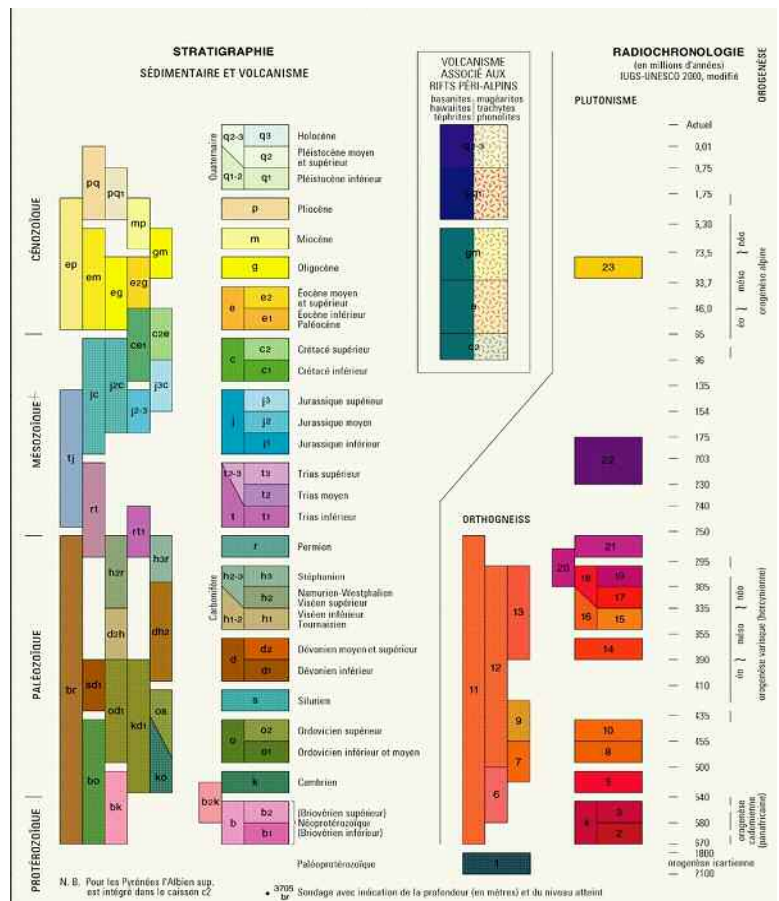 STRATIGRAPHIE
SÉDIMENTAIRE ET VOLCANISME
VOLCANISME
ASSOCIÉ AUX
RIFTS PÉRI-ALPINS
basanites mugéarites
hawaïites trachytes
téphrites phonolites
RADIOCHRONOLOGIE
(en millions d'années)
IUGS-UNESCO 2000, modifié
PLUTONISME
OROGENÈSE
CÉNOZOÏQUE
MÉSOZOÏQUE
PALÉOZOÏQUE
PROTÉROZOÏQUE
pq
pq1
mp
gm
ep
em
eg
e2g
ce1
c2e
jc
j2c
j2-3
j3c
tj
rt
rt1
h2r
h3r
d2h
dh2
br
sd1
od1
kd1
os
ko
bo
bk
b2k
Quaternaire
q2-3 q3 Holocène
q2 Pléistocène moyen
et supérieur
q1-2 q1 Pléistocène inférieur
p Pliocène
m Miocène
g Oligocène
e e2 Éocène moyen
et supérieur
e1 Éocène inférieur
Paléocène
c c2 Crétacé supérieur
c1 Crétacé inférieur
j j3 Jurassique supérieur
j2 Jurassique moyen
j1 Jurassique inférieur
t2-3 t3 Trias supérieur
t2 Trias moyen
t t1 Trias inférieur
r Permien
Carbonifère
h2-3 h3 Stéphanien
h2 Namurien-Westphalien
Viséen supérieur
h1-2 h1 Viséen inférieur
Tournaisien
d d2 Dévonien moyen et supérieur
d1 Dévonien inférieur
s Silurien
o o2 Ordovicien supérieur
o1 Ordovicien inférieur et moyen
k Cambrien
b b2 (Briovérien supérieur)
Néoprotérozoïque
b1 (Briovérien inférieur)
Paléoprotérozoïque
gm
e
c2
ORTHOGNEISS
11
12
13
9
7
6
1
23
22
21
20
18 19
17
16 15
14
10
8
5
4 3
2
Actuel
0,01
0,75
1,75
5,30
23,5
33,7
46,0
65
96
135
154
175
203
230
240
250
295
305
335
355
390
410
435
455
500
540
580
670
1800
2100
éo } méso } néo
orogenèse alpine
éo } méso } néo
orogenèse varisque (hercynienne)
orogenèse
cadomienne
(panafricaine)
orogenèse icartienne
N. B. Pour les Pyrénées l'Albien sup.
est intégré dans le caisson c2
3705
br Sondage avec indication de la profondeur (en mètres) et du niveau atteint